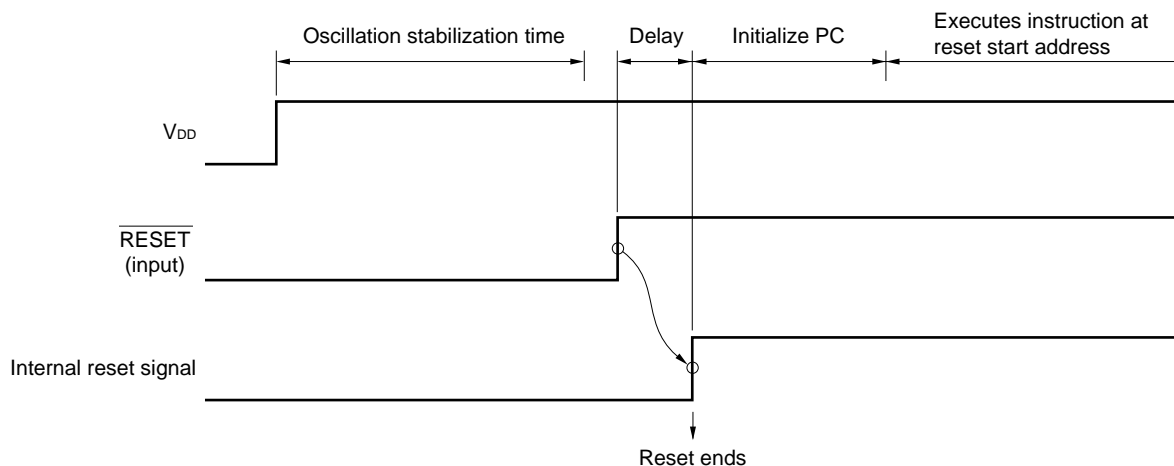 Executes instruction at
reset start address
Oscillation stabilization time
Delay
Initialize PC
VDD
RESET
(input)
Internal reset signal
Reset ends